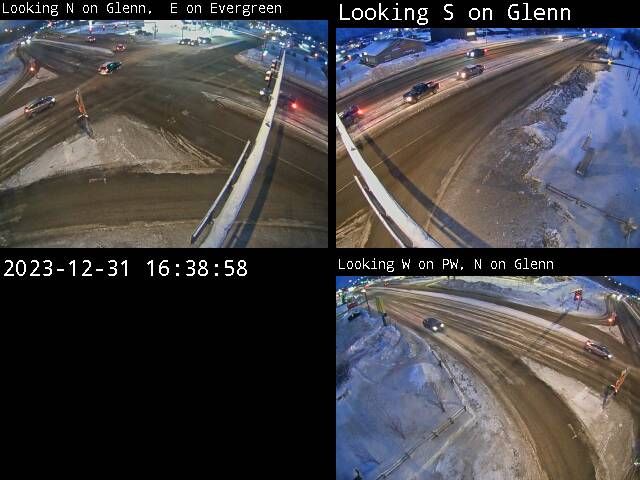 Looking N on Glenn,  E on Evergreen
Looking S on Glenn
2023-12-31 16:38:58
Looking W on PW, N on Glenn